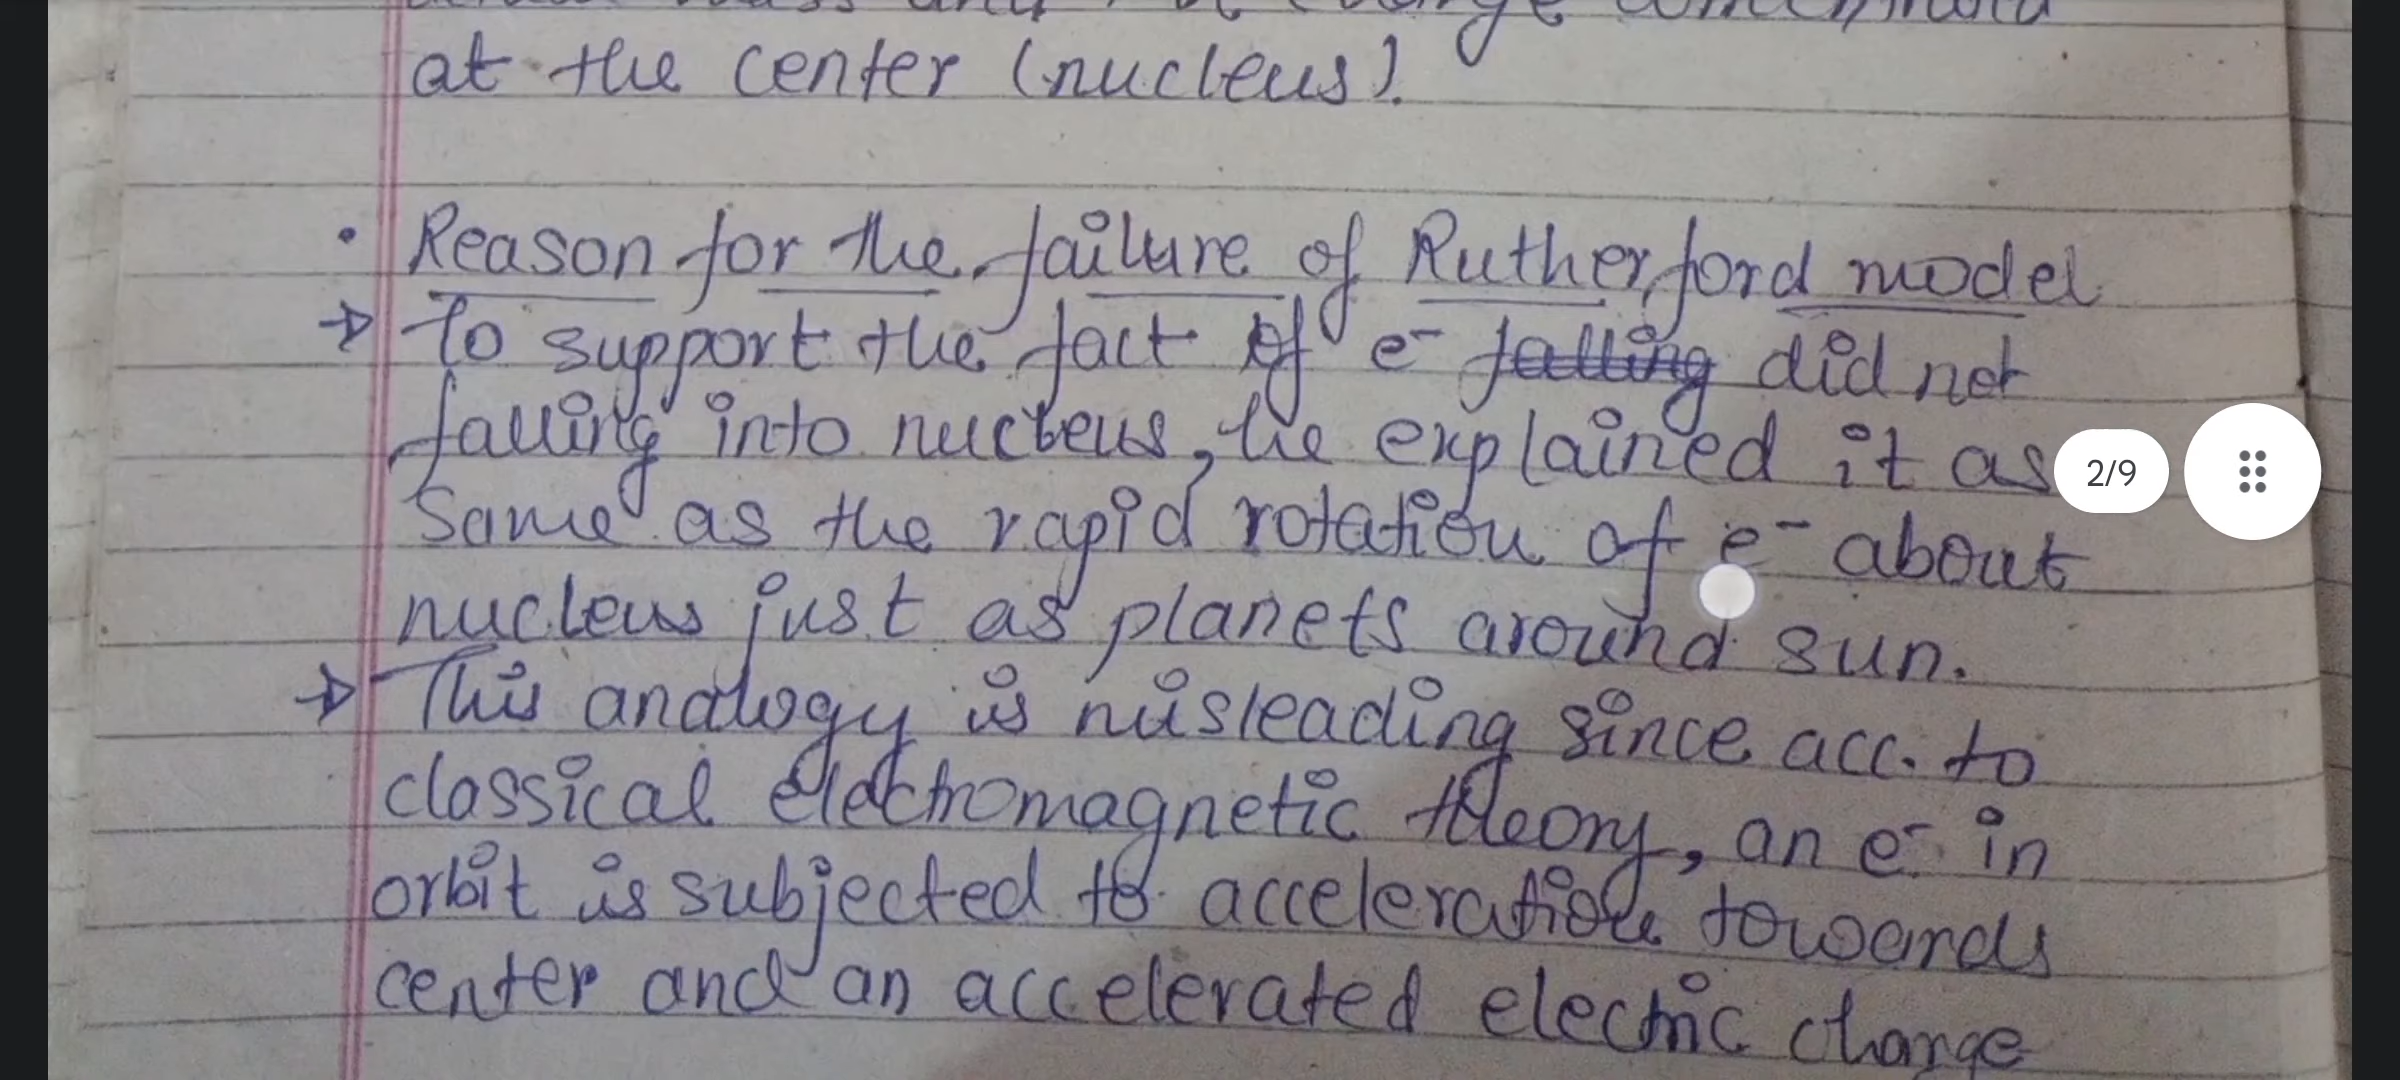 at the center (nucleus).
• Reason for the failure of Rutherford model
→ To support the fact of e⁻ falling did not
falling into nucleus, he explained it as
2/9
same as the rapid rotation of e⁻ about
nucleus just as planets around sun.
→ This analogy is misleading since acc. to
classical electromagnetic theory, an e⁻ in
orbit is subjected to acceleration towards
center and an accelerated electric charge